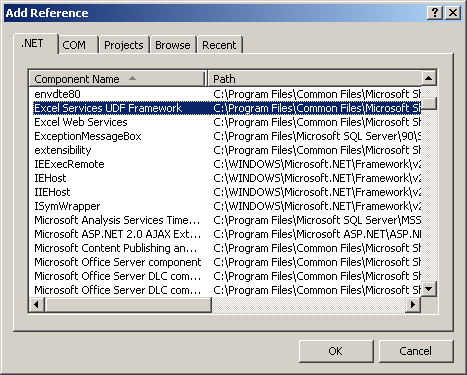 Add Reference
.NET COM Projects Browse Recent
Component Name Path
envdte80 C:\Program Files\Common Files\Microsoft Sh
Excel Services UDF Framework C:\Program Files\Common Files\Microsoft Sh
Excel Web Services C:\Program Files\Common Files\Microsoft Sh
ExceptionMessageBox C:\Program Files\Microsoft SQL Server\90\S
extensibility C:\Program Files\Common Files\Microsoft Sh
IEExecRemote C:\WINDOWS\Microsoft.NET\Framework\v2
IEHost C:\WINDOWS\Microsoft.NET\Framework\v2
IIEHost C:\WINDOWS\Microsoft.NET\Framework\v2
ISymWrapper C:\WINDOWS\Microsoft.NET\Framework\v2
Microsoft Analysis Services Time... C:\Program Files\Microsoft SQL Server\MSS
Microsoft ASP.NET 2.0 AJAX Ext... C:\Program Files\Microsoft ASP.NET\ASP.N
Microsoft Content Publishing an... C:\Program Files\Common Files\Microsoft Sh
Microsoft Office Server component C:\Program Files\Common Files\Microsoft Sh
Microsoft Office Server DLC com... C:\Program Files\Common Files\Microsoft Sh
Microsoft Office Server DLC com... C:\Program Files\Common Files\Microsoft Sh
OK Cancel